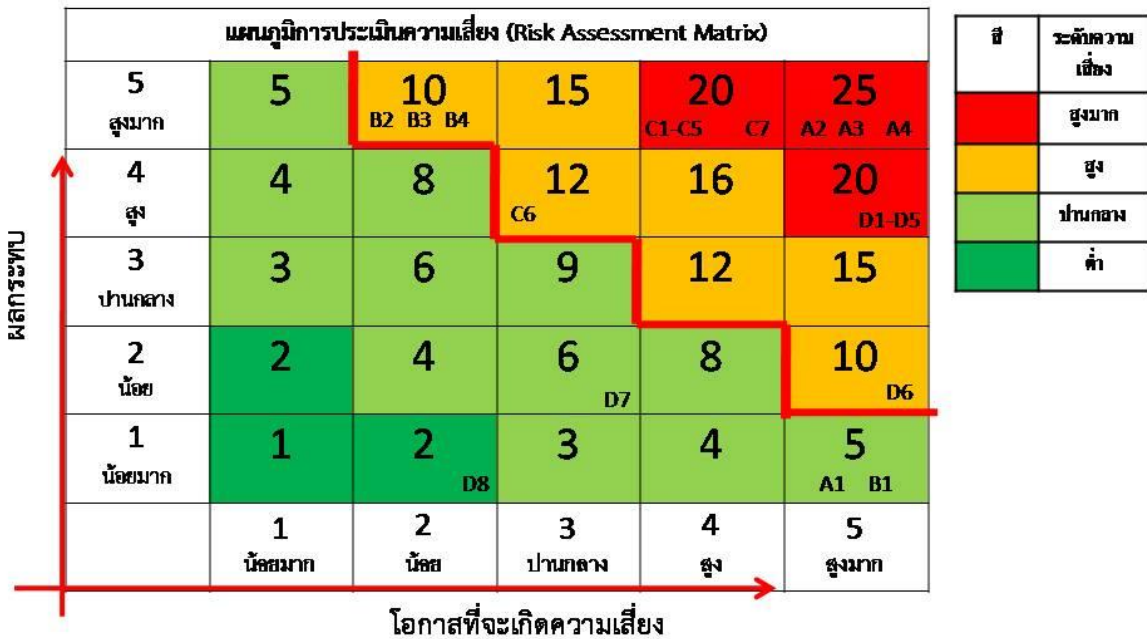 แผนภูมิการประเมินความเสี่ยง (Risk Assessment Matrix)
5 สูงมาก 5 10 15 20 25
B2 B3 B4 C1-C5 C7 A2 A3 A4
4 สูง 4 8 12 16 20
C6 D1-D5
3 ปานกลาง 3 6 9 12 15
2 น้อย 2 4 6 8 10
D7 D6
1 น้อยมาก 1 2 3 4 5
D8 A1 B1
1 2 3 4 5
น้อยมาก น้อย ปานกลาง สูง สูงมาก
ผลกระทบ
โอกาสที่จะเกิดความเสี่ยง
สี ระดับความ
เสี่ยง
สูงมาก
สูง
ปานกลาง
ต่ำ